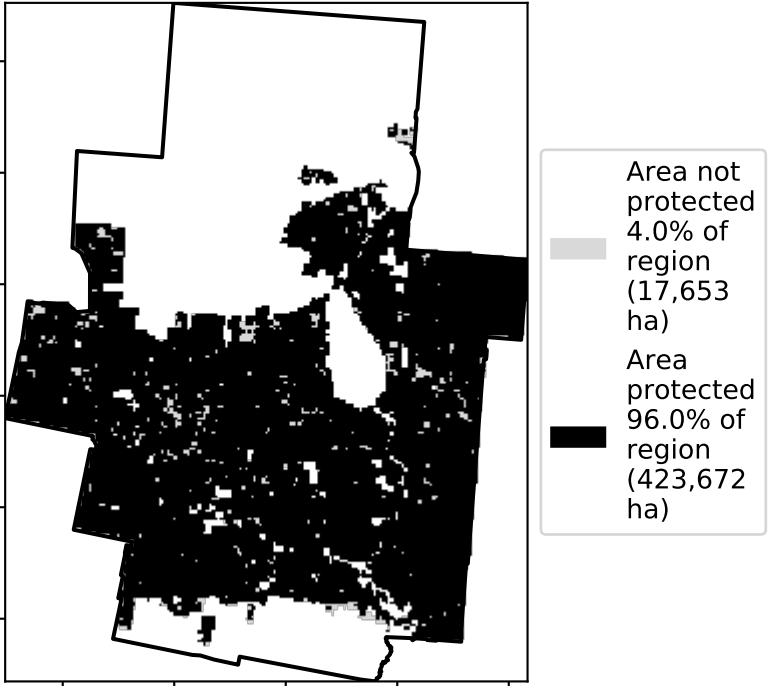 Area not
protected
4.0% of
region
(17,653
ha)
Area
protected
96.0% of
region
(423,672
ha)